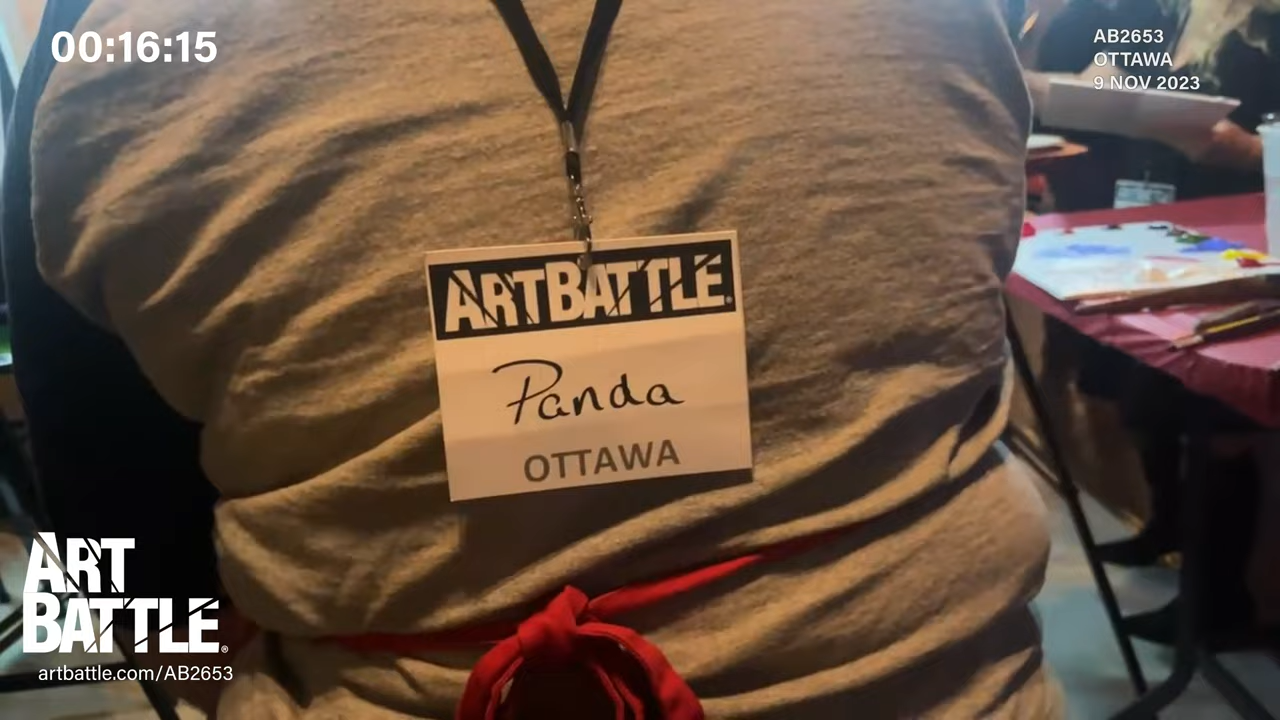 00:16:15
AB2653
OTTAWA
9 NOV 2023
ARTBATTLE
Panda
OTTAWA
ART
BATTLE
artbattle.com/AB2653